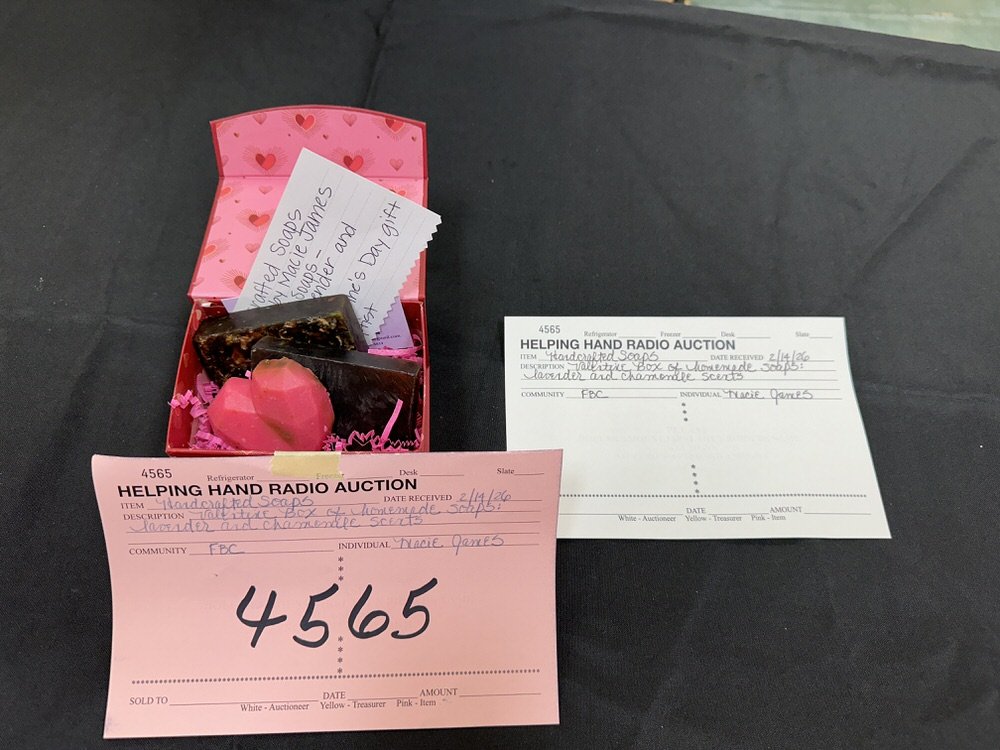 rafted Soaps
by Macie James
Soaps -
ender and
ne's Day gift
4565
Refrigerator Freezer Desk Slate
HELPING HAND RADIO AUCTION
ITEM Handcrafted Soaps DATE RECEIVED 2/14/26
DESCRIPTION Valentine Box of homemade soaps:
lavender and chamomile scents
COMMUNITY FBC INDIVIDUAL Macie James
DATE AMOUNT
White - Auctioneer Yellow - Treasurer Pink - Item
4565
Refrigerator Freezer Desk Slate
HELPING HAND RADIO AUCTION
ITEM Handcrafted Soaps DATE RECEIVED 2/14/26
DESCRIPTION Valentine Box of homemade soaps:
lavender and chamomile scents
COMMUNITY FBC INDIVIDUAL Macie James
4565
SOLD TO DATE AMOUNT
White - Auctioneer Yellow - Treasurer Pink - Item